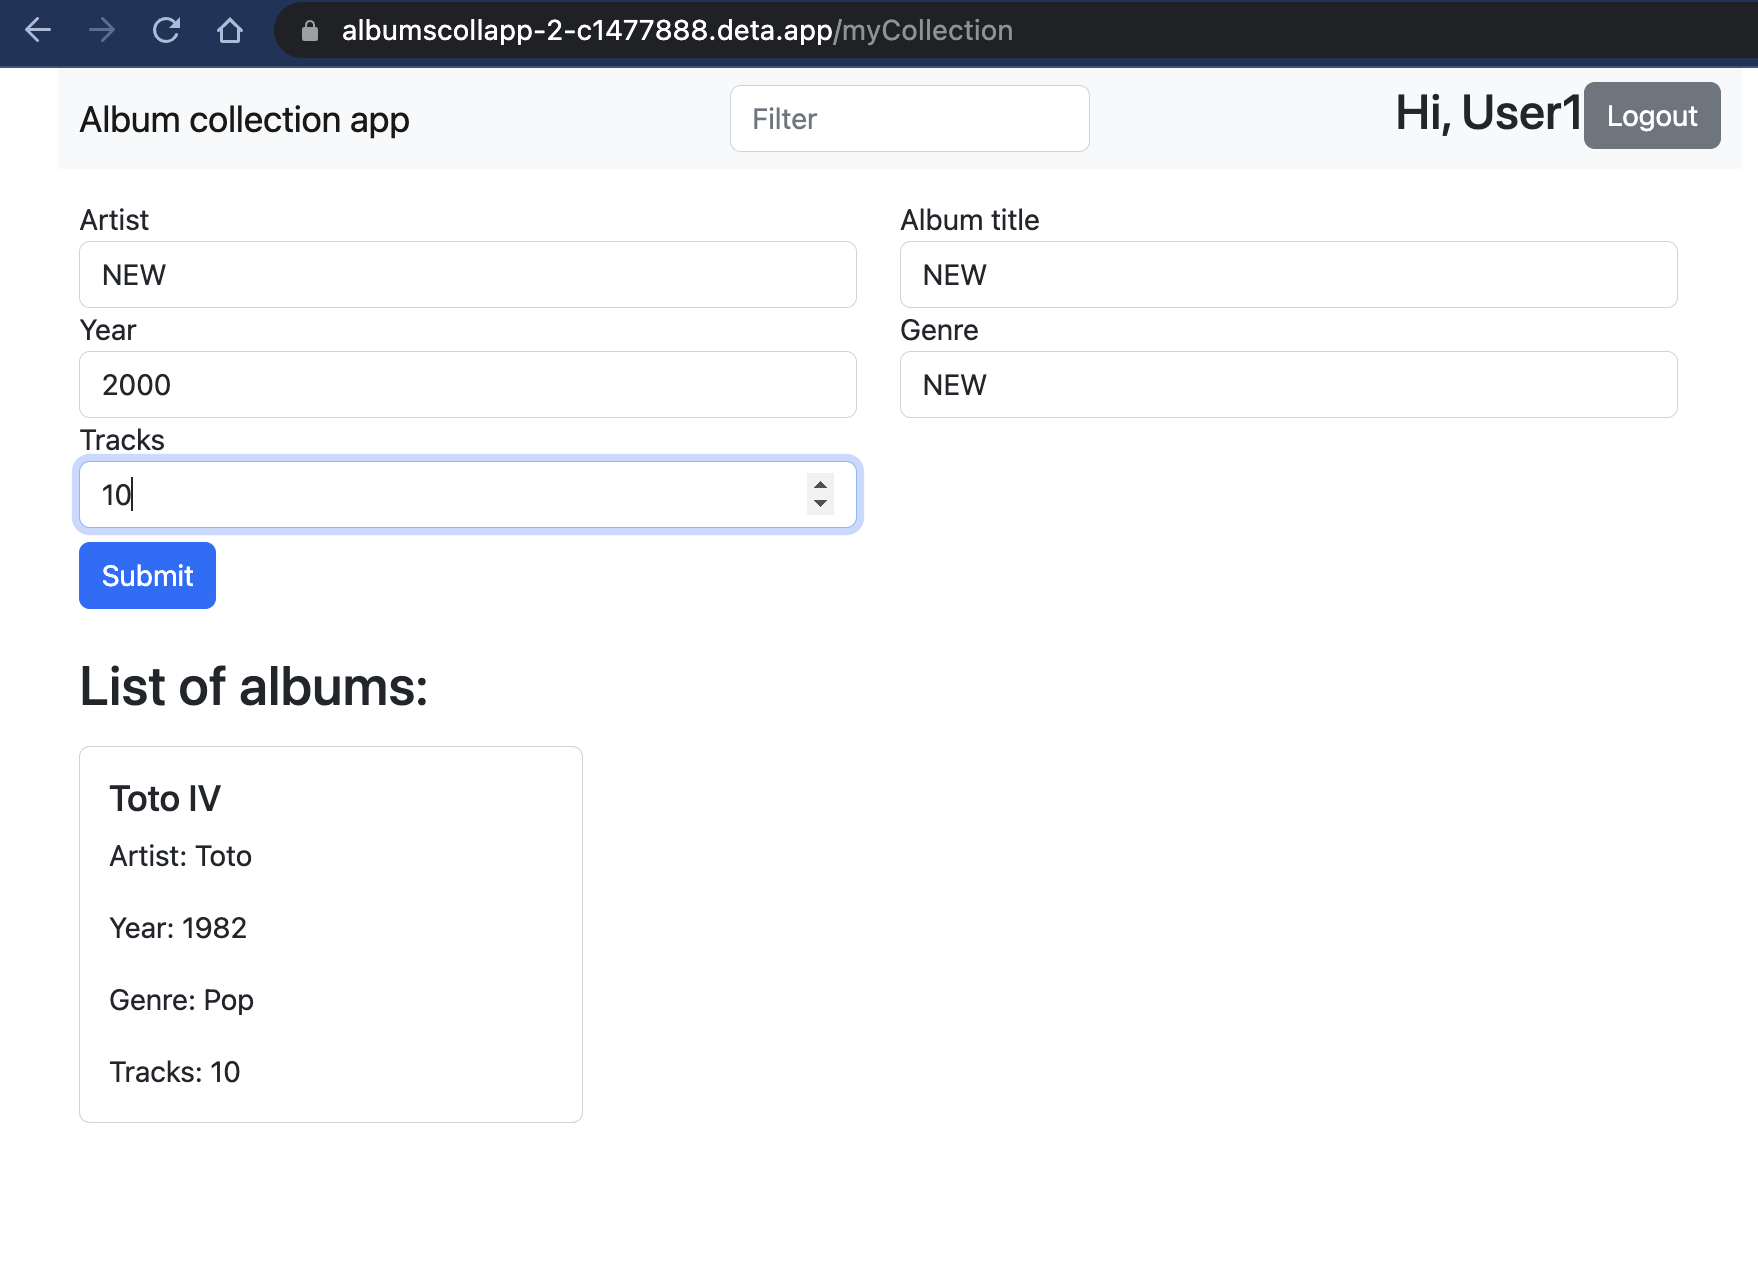 albumscollapp-2-c1477888.deta.app/myCollection
Album collection app
Filter
Hi, User1
Logout
Artist
Album title
NEW
NEW
Year
Genre
2000
NEW
Tracks
10
Submit
List of albums:
Toto IV
Artist: Toto
Year: 1982
Genre: Pop
Tracks: 10